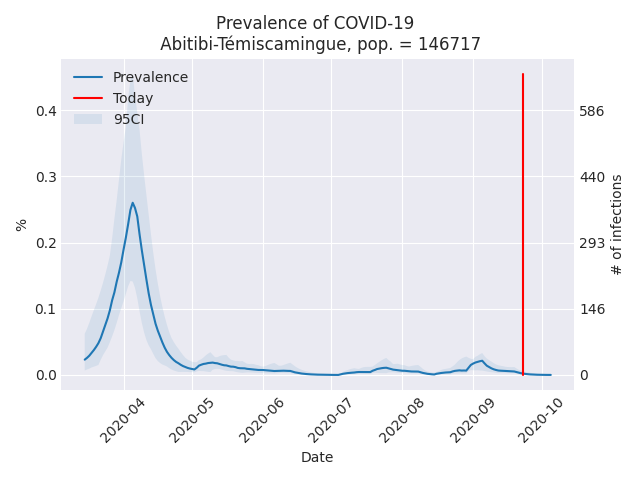 Prevalence of COVID-19
Abitibi-Témiscamingue, pop. = 146717
Prevalence
Today
95CI
0.4
0.3
0.2
0.1
0.0
%
586
440
293
146
0
# of infections
2020-04
2020-05
2020-06
2020-07
2020-08
2020-09
2020-10
Date